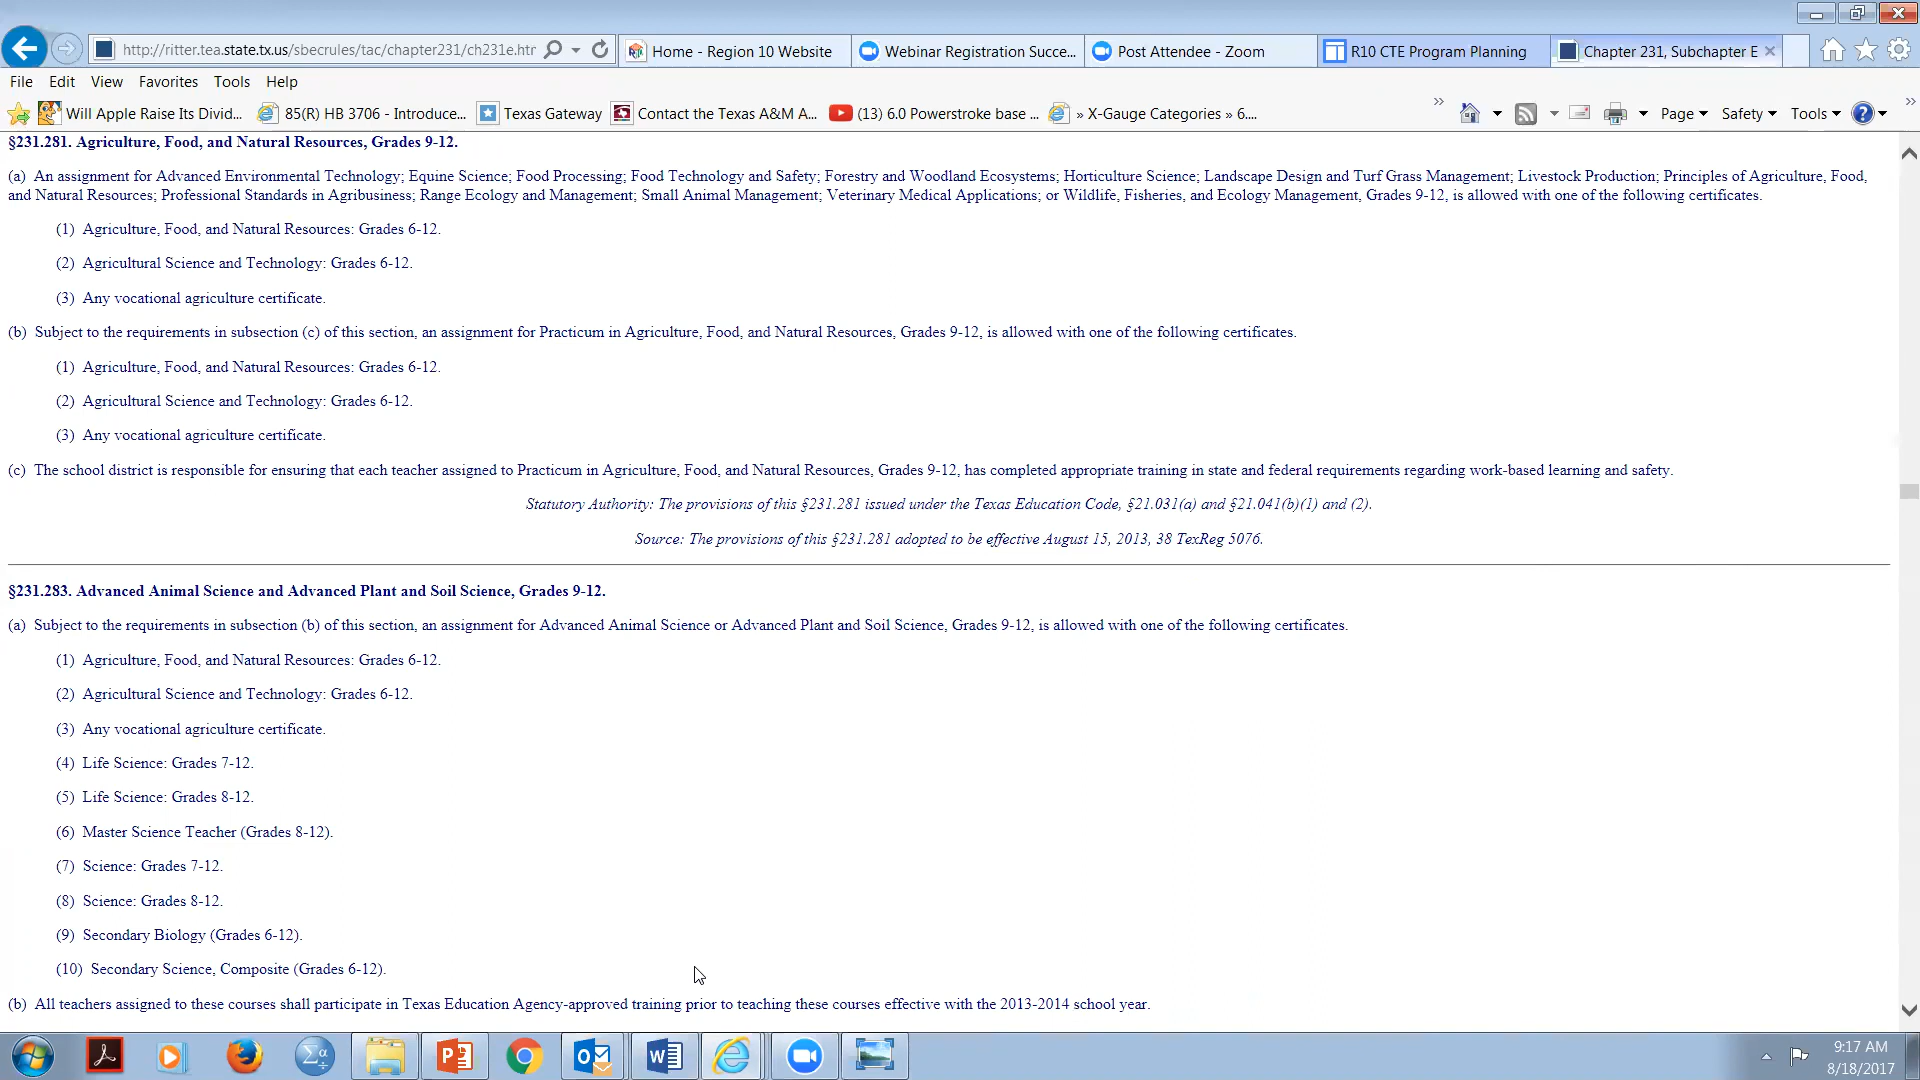 http://ritter.tea.state.tx.us/sbecrules/tac/chapter231/ch231e.htr
Home - Region 10 Website
Webinar Registration Succe...
Post Attendee - Zoom
R10 CTE Program Planning
Chapter 231, Subchapter E
File Edit View Favorites Tools Help
Will Apple Raise Its Divid...
85(R) HB 3706 - Introduce...
Texas Gateway
Contact the Texas A&M A...
(13) 6.0 Powerstroke base ...
» X-Gauge Categories » 6....
Page Safety Tools
§231.281. Agriculture, Food, and Natural Resources, Grades 9-12.
(a) An assignment for Advanced Environmental Technology; Equine Science; Food Processing; Food Technology and Safety; Forestry and Woodland Ecosystems; Horticulture Science; Landscape Design and Turf Grass Management; Livestock Production; Principles of Agriculture, Food,
and Natural Resources; Professional Standards in Agribusiness; Range Ecology and Management; Small Animal Management; Veterinary Medical Applications; or Wildlife, Fisheries, and Ecology Management, Grades 9-12, is allowed with one of the following certificates.
(1) Agriculture, Food, and Natural Resources: Grades 6-12.
(2) Agricultural Science and Technology: Grades 6-12.
(3) Any vocational agriculture certificate.
(b) Subject to the requirements in subsection (c) of this section, an assignment for Practicum in Agriculture, Food, and Natural Resources, Grades 9-12, is allowed with one of the following certificates.
(1) Agriculture, Food, and Natural Resources: Grades 6-12.
(2) Agricultural Science and Technology: Grades 6-12.
(3) Any vocational agriculture certificate.
(c) The school district is responsible for ensuring that each teacher assigned to Practicum in Agriculture, Food, and Natural Resources, Grades 9-12, has completed appropriate training in state and federal requirements regarding work-based learning and safety.
Statutory Authority: The provisions of this §231.281 issued under the Texas Education Code, §21.031(a) and §21.041(b)(1) and (2).
Source: The provisions of this §231.281 adopted to be effective August 15, 2013, 38 TexReg 5076.
§231.283. Advanced Animal Science and Advanced Plant and Soil Science, Grades 9-12.
(a) Subject to the requirements in subsection (b) of this section, an assignment for Advanced Animal Science or Advanced Plant and Soil Science, Grades 9-12, is allowed with one of the following certificates.
(1) Agriculture, Food, and Natural Resources: Grades 6-12.
(2) Agricultural Science and Technology: Grades 6-12.
(3) Any vocational agriculture certificate.
(4) Life Science: Grades 7-12.
(5) Life Science: Grades 8-12.
(6) Master Science Teacher (Grades 8-12).
(7) Science: Grades 7-12.
(8) Science: Grades 8-12.
(9) Secondary Biology (Grades 6-12).
(10) Secondary Science, Composite (Grades 6-12).
(b) All teachers assigned to these courses shall participate in Texas Education Agency-approved training prior to teaching these courses effective with the 2013-2014 school year.
9:17 AM
8/18/2017